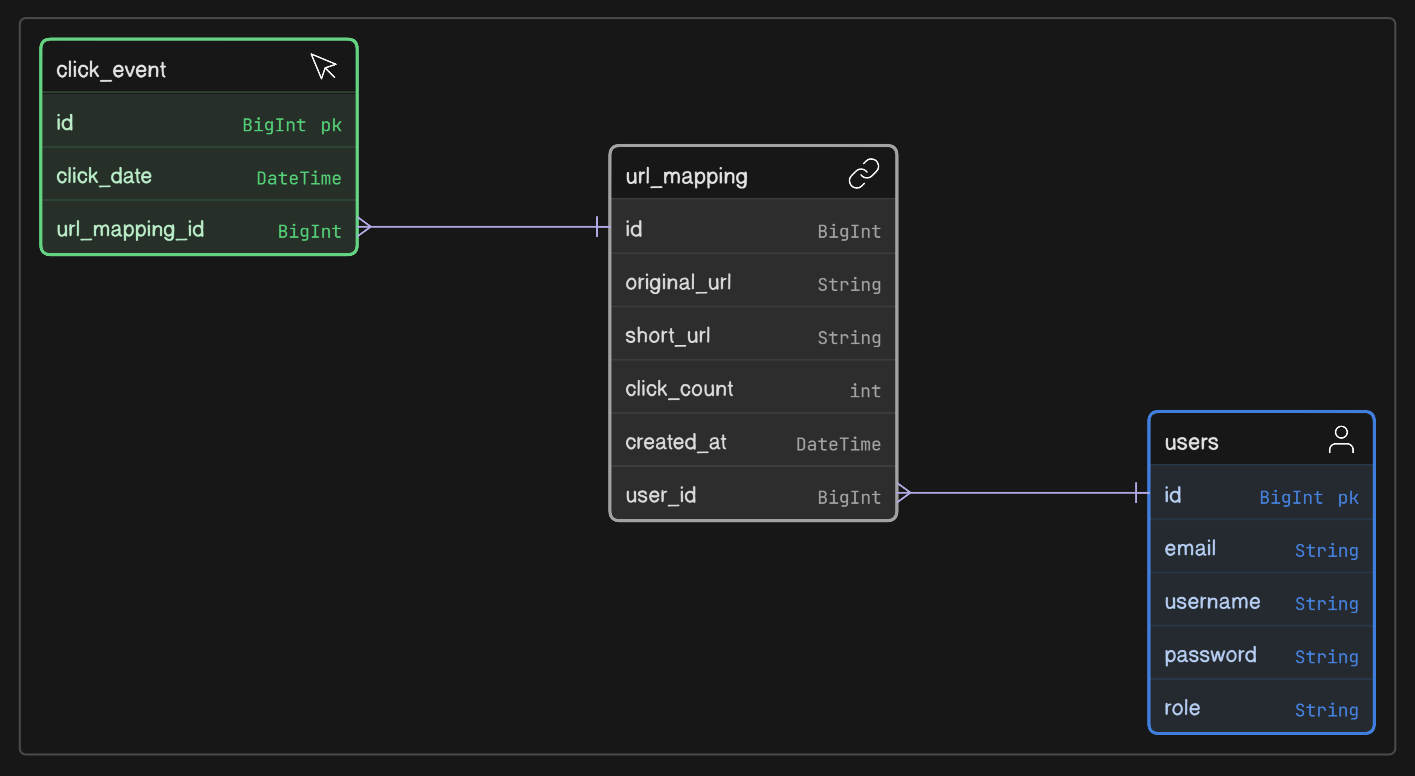 click_event
id BigInt pk
click_date DateTime
url_mapping_id BigInt
url_mapping
id BigInt
original_url String
short_url String
click_count int
created_at DateTime
user_id BigInt
users
id BigInt pk
email String
username String
password String
role String